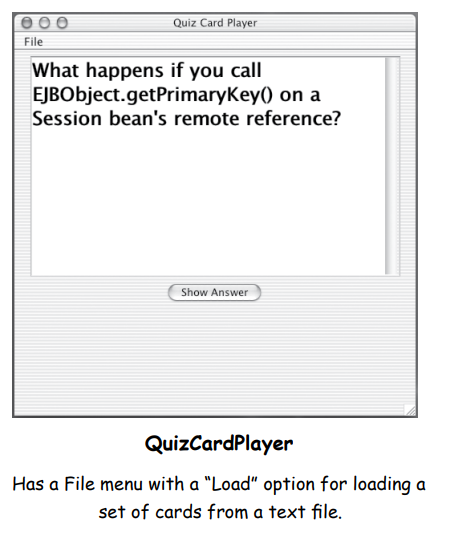 Quiz Card Player
File
What happens if you call
EJBObject.getPrimaryKey() on a
Session bean's remote reference?
Show Answer
QuizCardPlayer
Has a File menu with a “Load” option for loading a
set of cards from a text file.